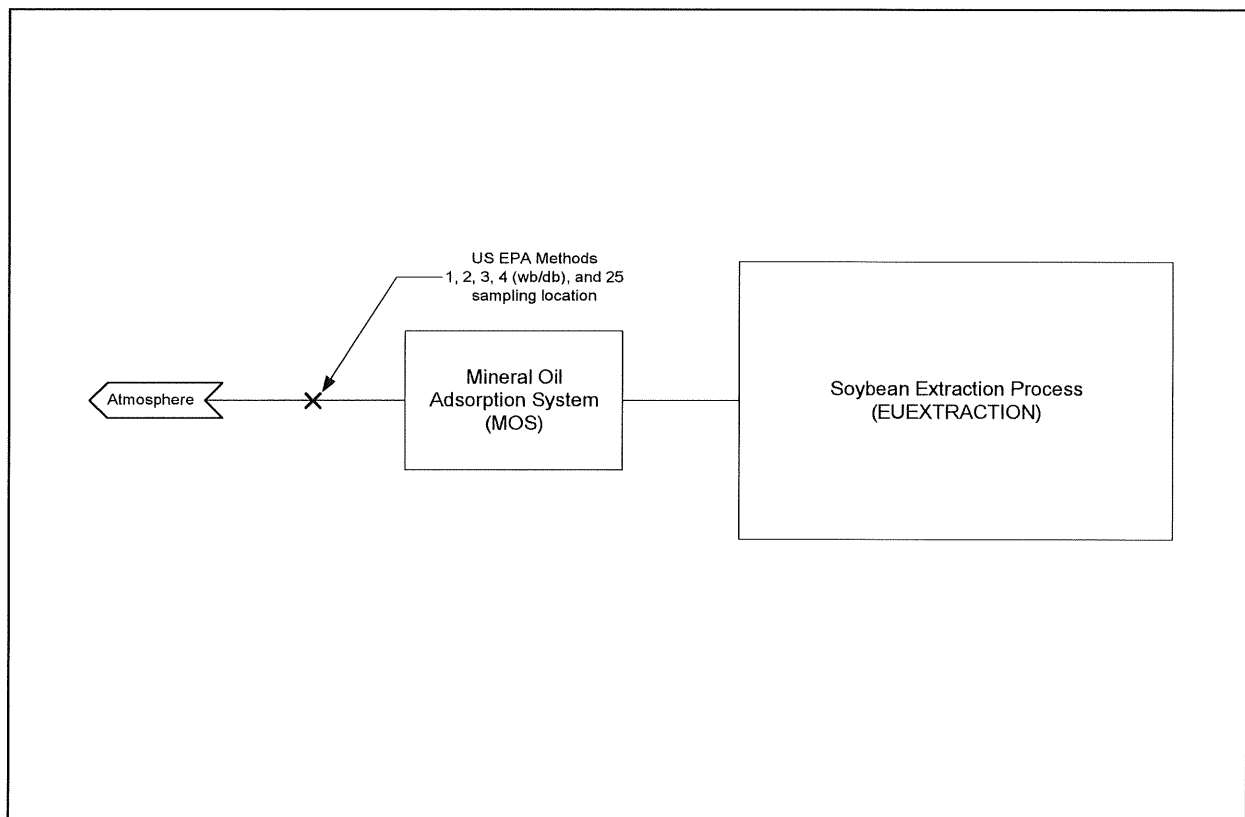 US EPA Methods
1, 2, 3, 4 (wb/db), and 25
sampling location
Atmosphere
Mineral Oil
Adsorption System
(MOS)
Soybean Extraction Process
(EUEXTRACTION)